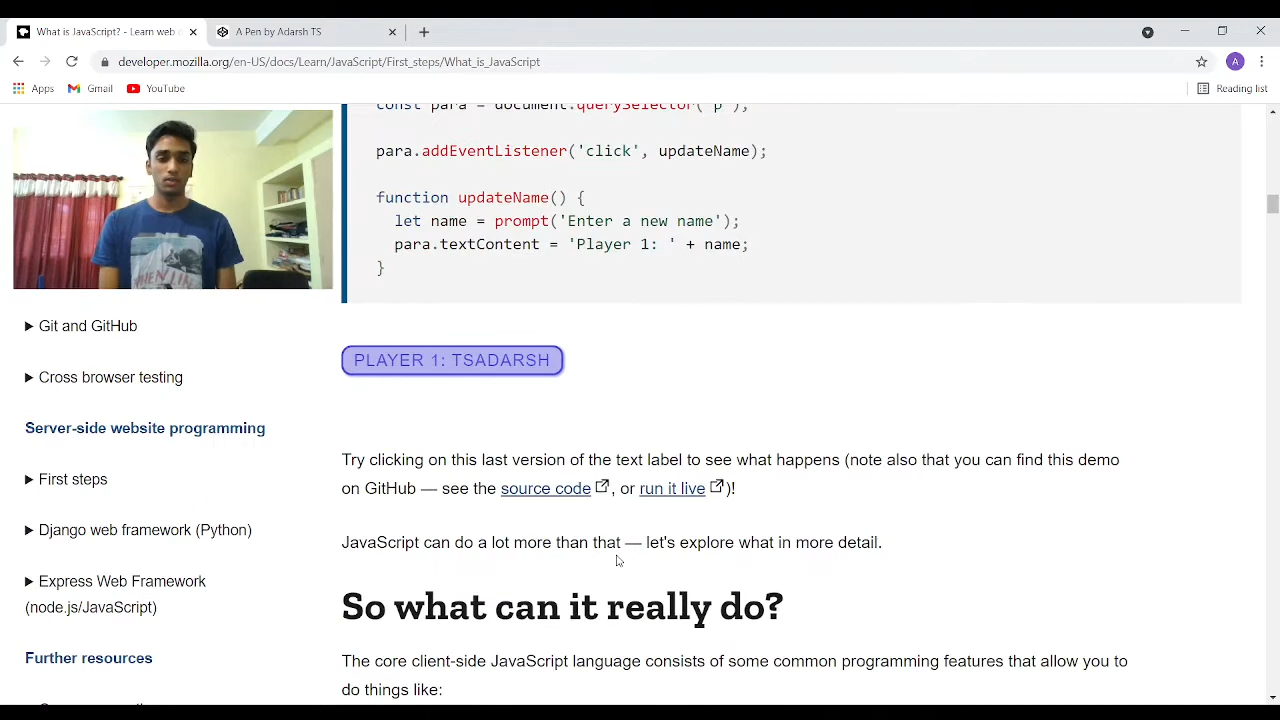 What is JavaScript? - Learn web
A Pen by Adarsh TS
developer.mozilla.org/en-US/docs/Learn/JavaScript/First_steps/What_is_JavaScript
A
Apps
Gmail
YouTube
Reading list
const para = document.querySelector('p');
para.addEventListener('click', updateName);
function updateName() {
let name = prompt('Enter a new name');
para.textContent = 'Player 1: ' + name;
}
Git and GitHub
PLAYER 1: TSADARSH
Cross browser testing
Server-side website programming
Try clicking on this last version of the text label to see what happens (note also that you can find this demo
on GitHub — see the source code , or run it live )!
First steps
Django web framework (Python)
JavaScript can do a lot more than that — let's explore what in more detail.
Express Web Framework
(node.js/JavaScript)
So what can it really do?
Further resources
The core client-side JavaScript language consists of some common programming features that allow you to
do things like: